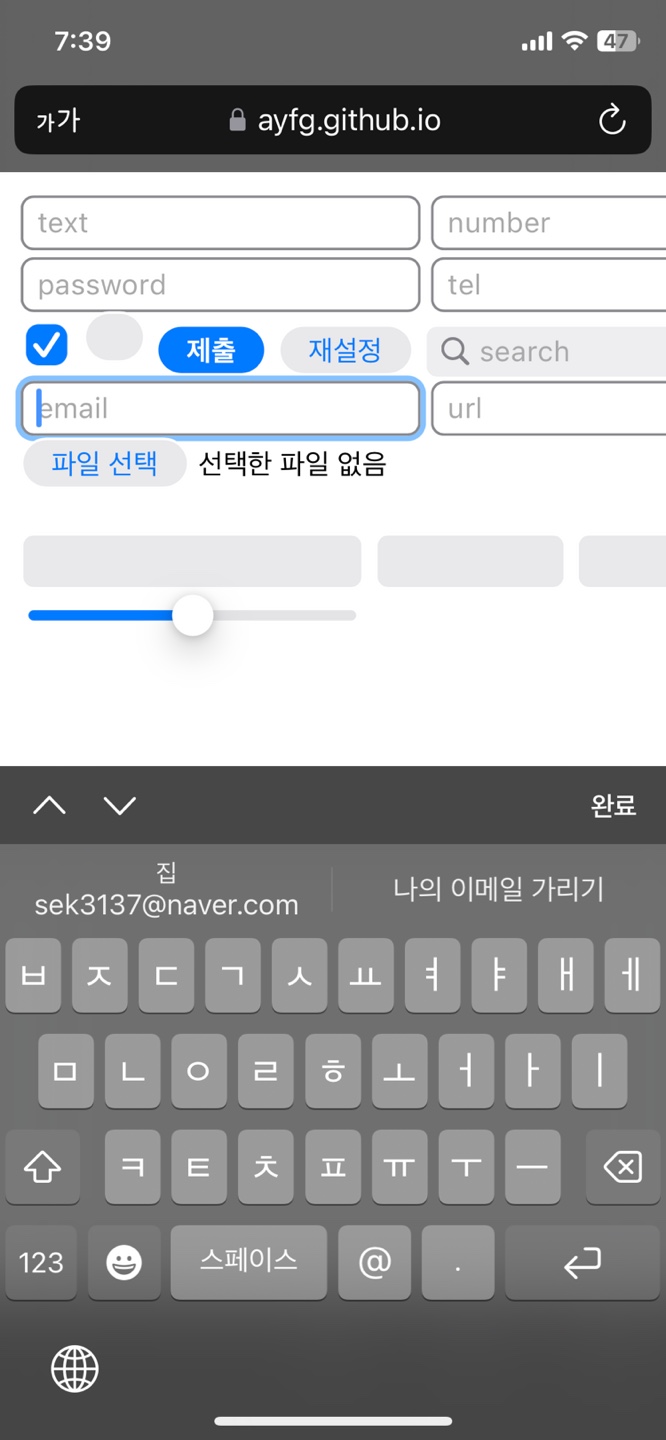 7:39
47
가가 ayfg.github.io
text number
password tel
제출 재설정 search
email url
파일 선택 선택한 파일 없음
완료
집
sek3137@naver.com 나의 이메일 가리기
ㅂ ㅈ ㄷ ㄱ ㅅ ㅛ ㅕ ㅑ ㅐ ㅔ
ㅁ ㄴ ㅇ ㄹ ㅎ ㅗ ㅓ ㅏ ㅣ
ㅋ ㅌ ㅊ ㅍ ㅠ ㅜ ㅡ
123 스페이스 @ .